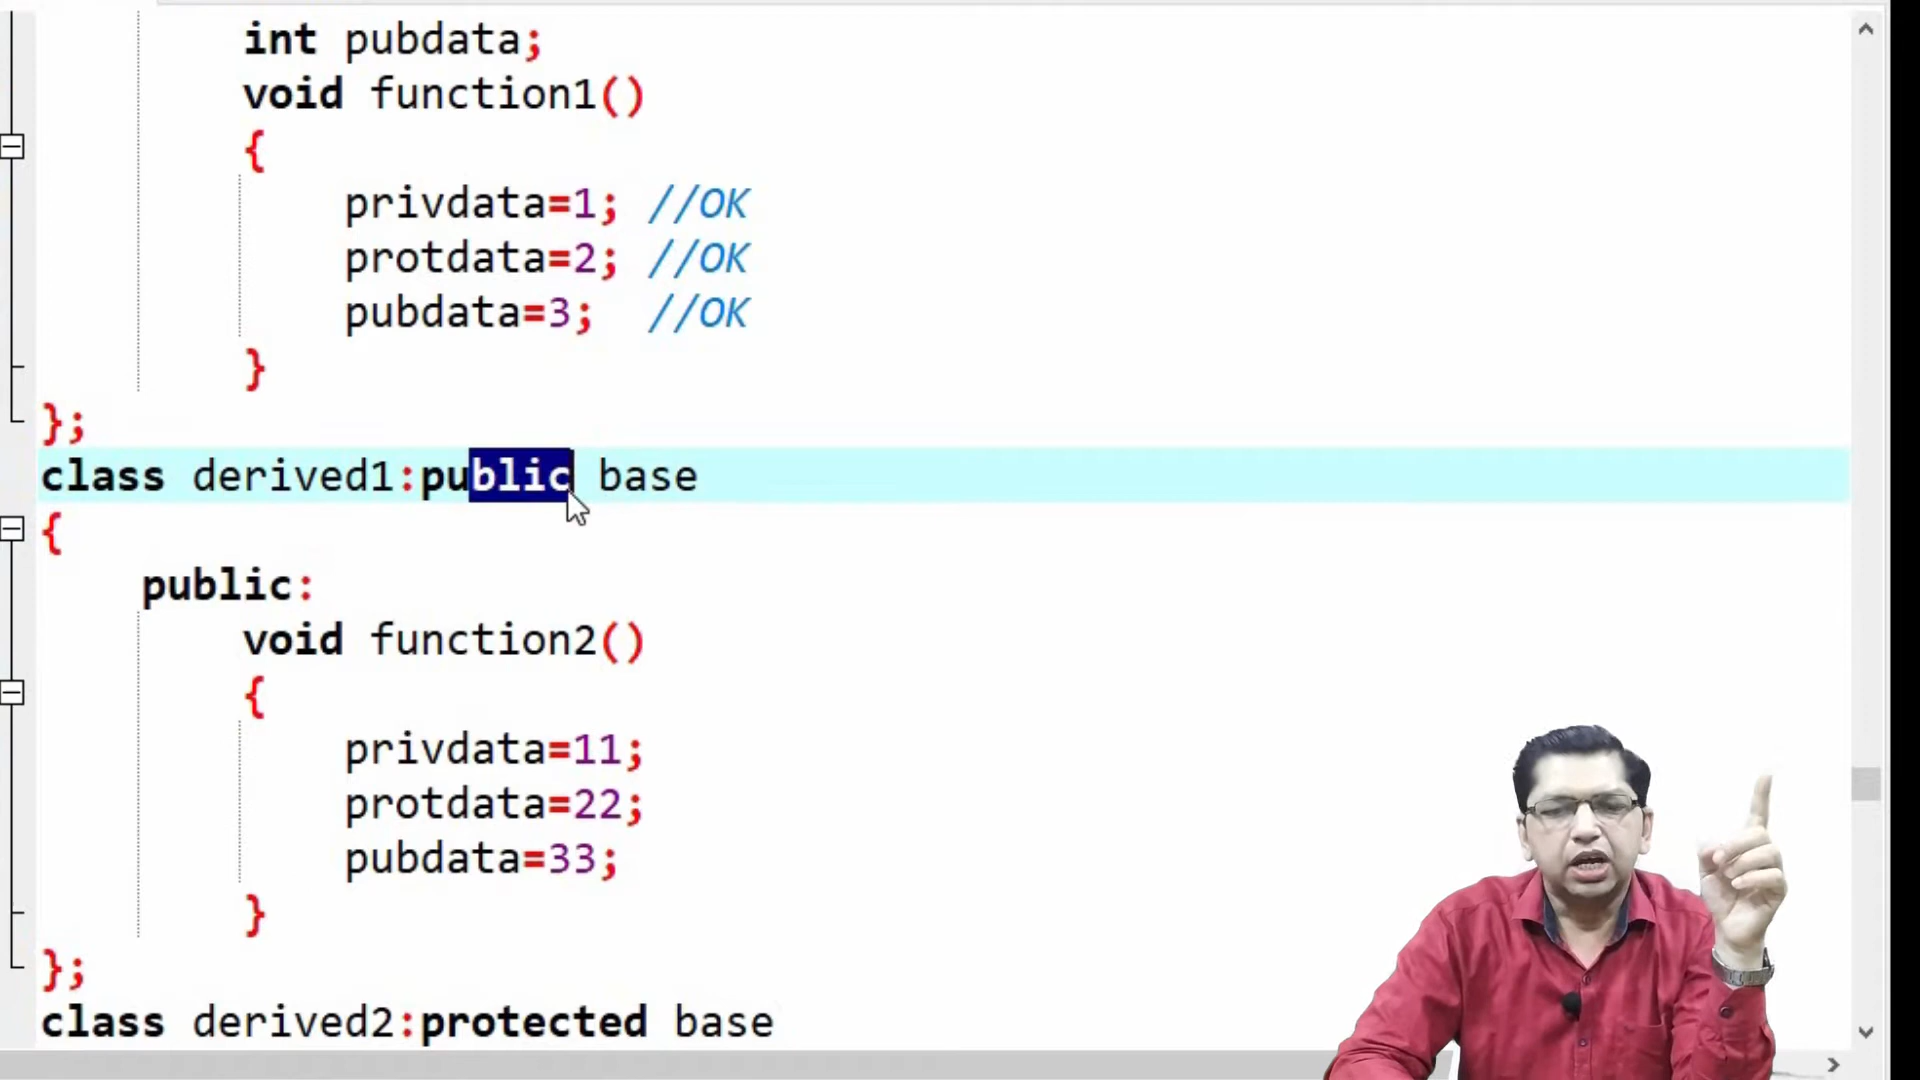 int pubdata;
void function1()
{
privdata=1; //OK
protdata=2; //OK
pubdata=3; //OK
}
};
class derived1:public base
{
public:
void function2()
{
privdata=11;
protdata=22;
pubdata=33;
}
};
class derived2:protected base